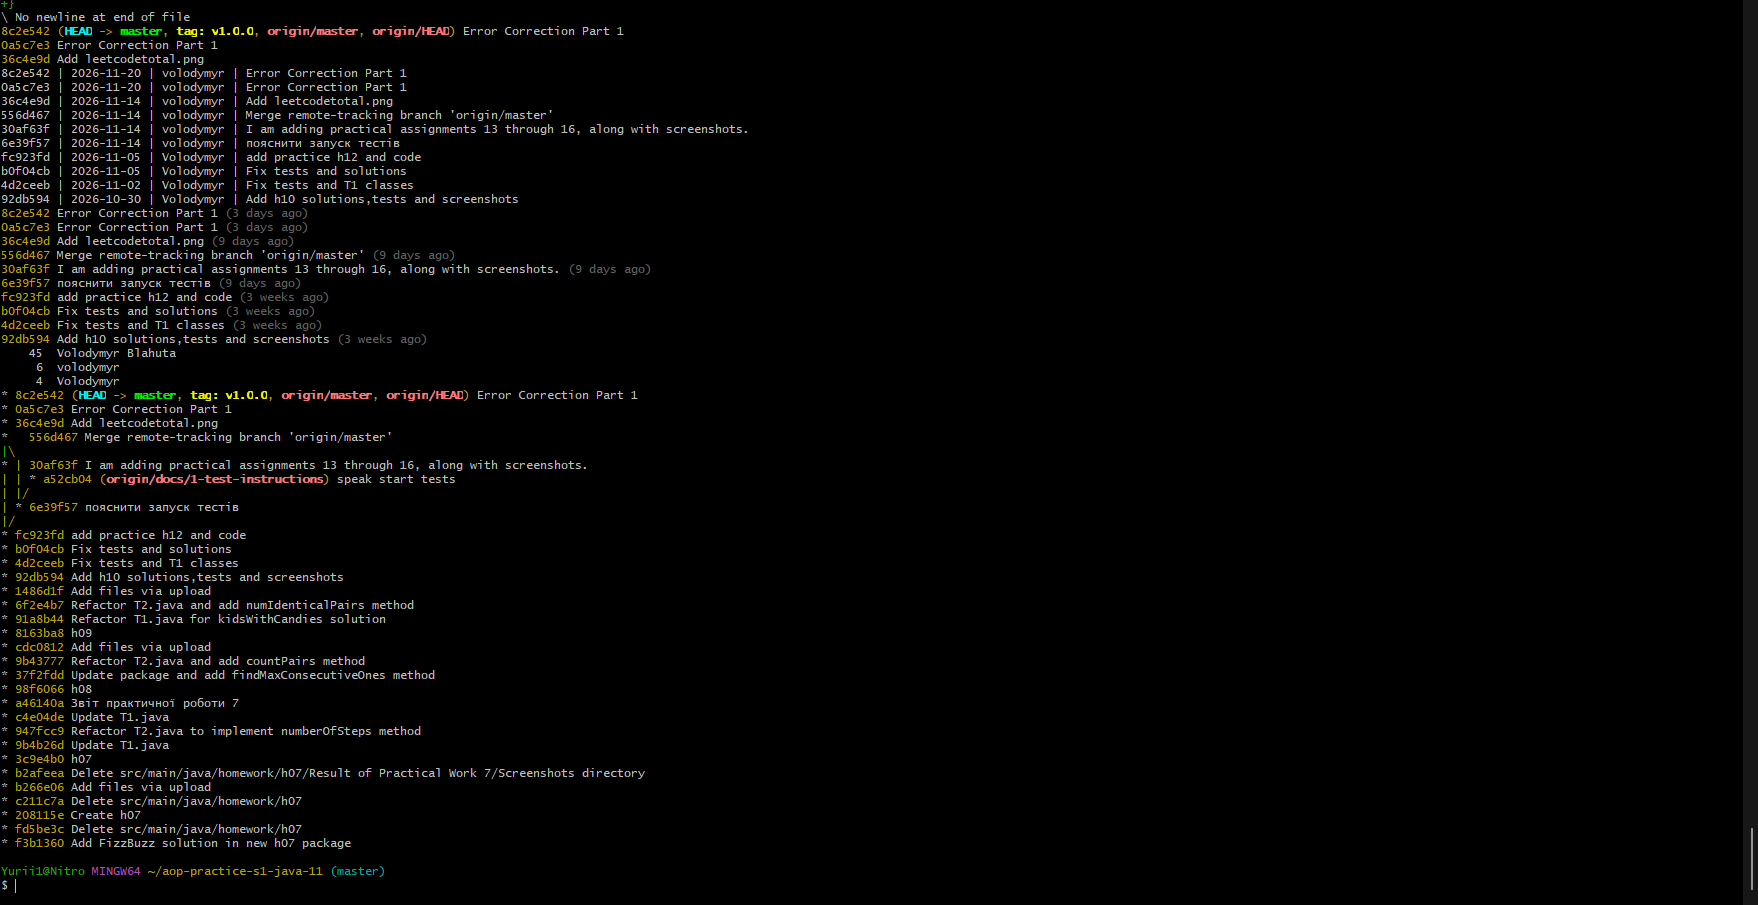 +}
\ No newline at end of file
8c2e542 (HEAD -> master, tag: v1.0.0, origin/master, origin/HEAD) Error Correction Part 1
0a5c7e3 Error Correction Part 1
36c4e9d Add leetcodetotal.png
8c2e542 | 2026-11-20 | volodymyr | Error Correction Part 1
0a5c7e3 | 2026-11-20 | volodymyr | Error Correction Part 1
36c4e9d | 2026-11-14 | volodymyr | Add leetcodetotal.png
556d467 | 2026-11-14 | volodymyr | Merge remote-tracking branch 'origin/master'
30af63f | 2026-11-14 | volodymyr | I am adding practical assignments 13 through 16, along with screenshots.
6e39f57 | 2026-11-14 | volodymyr | пояснити запуск тестів
fc923fd | 2026-11-05 | Volodymyr | add practice h12 and code
b0f04cb | 2026-11-05 | Volodymyr | Fix tests and solutions
4d2ceeb | 2026-11-02 | Volodymyr | Fix tests and T1 classes
92db594 | 2026-10-30 | Volodymyr | Add h10 solutions,tests and screenshots
8c2e542 Error Correction Part 1 (3 days ago)
0a5c7e3 Error Correction Part 1 (3 days ago)
36c4e9d Add leetcodetotal.png (9 days ago)
556d467 Merge remote-tracking branch 'origin/master' (9 days ago)
30af63f I am adding practical assignments 13 through 16, along with screenshots. (9 days ago)
6e39f57 пояснити запуск тестів (9 days ago)
fc923fd add practice h12 and code (3 weeks ago)
b0f04cb Fix tests and solutions (3 weeks ago)
4d2ceeb Fix tests and T1 classes (3 weeks ago)
92db594 Add h10 solutions,tests and screenshots (3 weeks ago)
    45  Volodymyr Blahuta
     6  volodymyr
     4  Volodymyr
* 8c2e542 (HEAD -> master, tag: v1.0.0, origin/master, origin/HEAD) Error Correction Part 1
* 0a5c7e3 Error Correction Part 1
* 36c4e9d Add leetcodetotal.png
*   556d467 Merge remote-tracking branch 'origin/master'
|\
* | 30af63f I am adding practical assignments 13 through 16, along with screenshots.
| | * a52cb04 (origin/docs/1-test-instructions) speak start tests
| |/
| * 6e39f57 пояснити запуск тестів
|/
* fc923fd add practice h12 and code
* b0f04cb Fix tests and solutions
* 4d2ceeb Fix tests and T1 classes
* 92db594 Add h10 solutions,tests and screenshots
* 1486d1f Add files via upload
* 6f2e4b7 Refactor T2.java and add numIdenticalPairs method
* 91a8b44 Refactor T1.java for kidsWithCandies solution
* 8163ba8 h09
* cdc0812 Add files via upload
* 9b43777 Refactor T2.java and add countPairs method
* 37f2fdd Update package and add findMaxConsecutiveOnes method
* 98f6066 h08
* a46140a Звіт практичної роботи 7
* c4e04de Update T1.java
* 947fcc9 Refactor T2.java to implement numberOfSteps method
* 9b4b26d Update T1.java
* 3c9e4b0 h07
* b2afeea Delete src/main/java/homework/h07/Result of Practical Work 7/Screenshots directory
* b266e06 Add files via upload
* c211c7a Delete src/main/java/homework/h07
* 208115e Create h07
* fd5be3c Delete src/main/java/homework/h07
* f3b1360 Add FizzBuzz solution in new h07 package
Yurii1@Nitro MINGW64 ~/aop-practice-s1-java-11 (master)
$